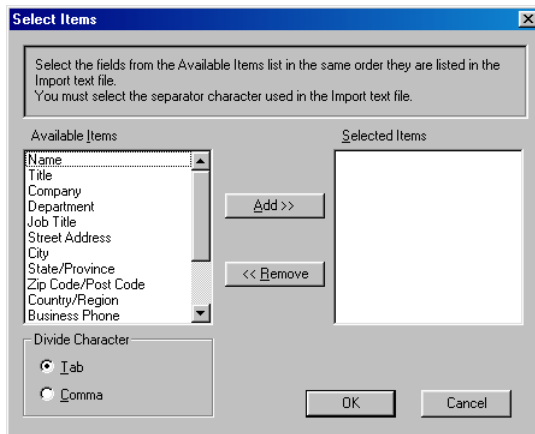 Select Items
Select the fields from the Available Items list in the same order they are listed in the
Import text file.
You must select the separator character used in the Import text file.
Available Items
Selected Items
Name
Title
Company
Department
Job Title
Street Address
City
State/Province
Zip Code/Post Code
Country/Region
Business Phone
Add >>
<< Remove
Divide Character
Tab
Comma
OK
Cancel